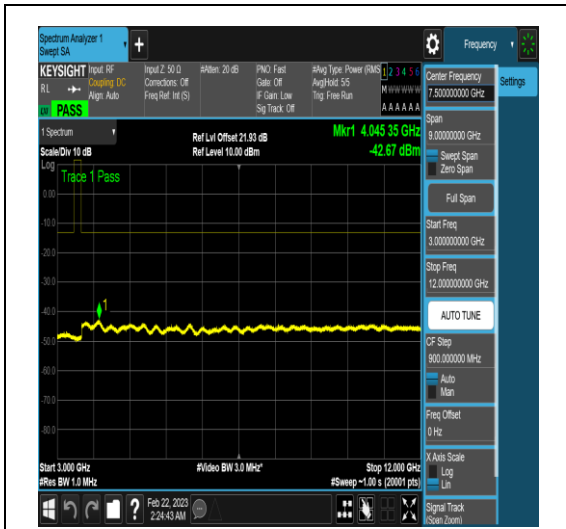 Spectrum Analyzer 1
Swept SA
Frequency
KEYSIGHT
RL
PASS
Input: RF
Coupling: DC
Align: Auto
Input Z: 50 Ω
Corrections: Off
Freq Ref: Int (S)
#Atten: 20 dB
PNO: Fast
Gate: Off
IF Gain: Low
Sig Track: Off
#Avg Type: Power (RMS
Avg|Hold: 5/5
Trig: Free Run
1 2 3 4 5 6
M W W W W W
A A A A A A
1 Spectrum
Scale/Div 10 dB
Ref Lvl Offset 21.93 dB
Ref Level 10.00 dBm
Mkr1 4.045 35 GHz
-42.67 dBm
Log
Trace 1 Pass
0.00
-10.0
-20.0
-30.0
-40.0
-50.0
-60.0
-70.0
-80.0
1
Start 3.000 GHz
#Res BW 1.0 MHz
#Video BW 3.0 MHz*
Stop 12.000 GHz
#Sweep ~1.00 s (20001 pts)
Feb 22, 2023
2:24:43 AM
Center Frequency
7.500000000 GHz
Settings
Span
9.00000000 GHz
Swept Span
Zero Span
Full Span
Start Freq
3.000000000 GHz
Stop Freq
12.000000000 GHz
AUTO TUNE
CF Step
900.000000 MHz
Auto
Man
Freq Offset
0 Hz
X Axis Scale
Log
Lin
Signal Track
(Span Zoom)